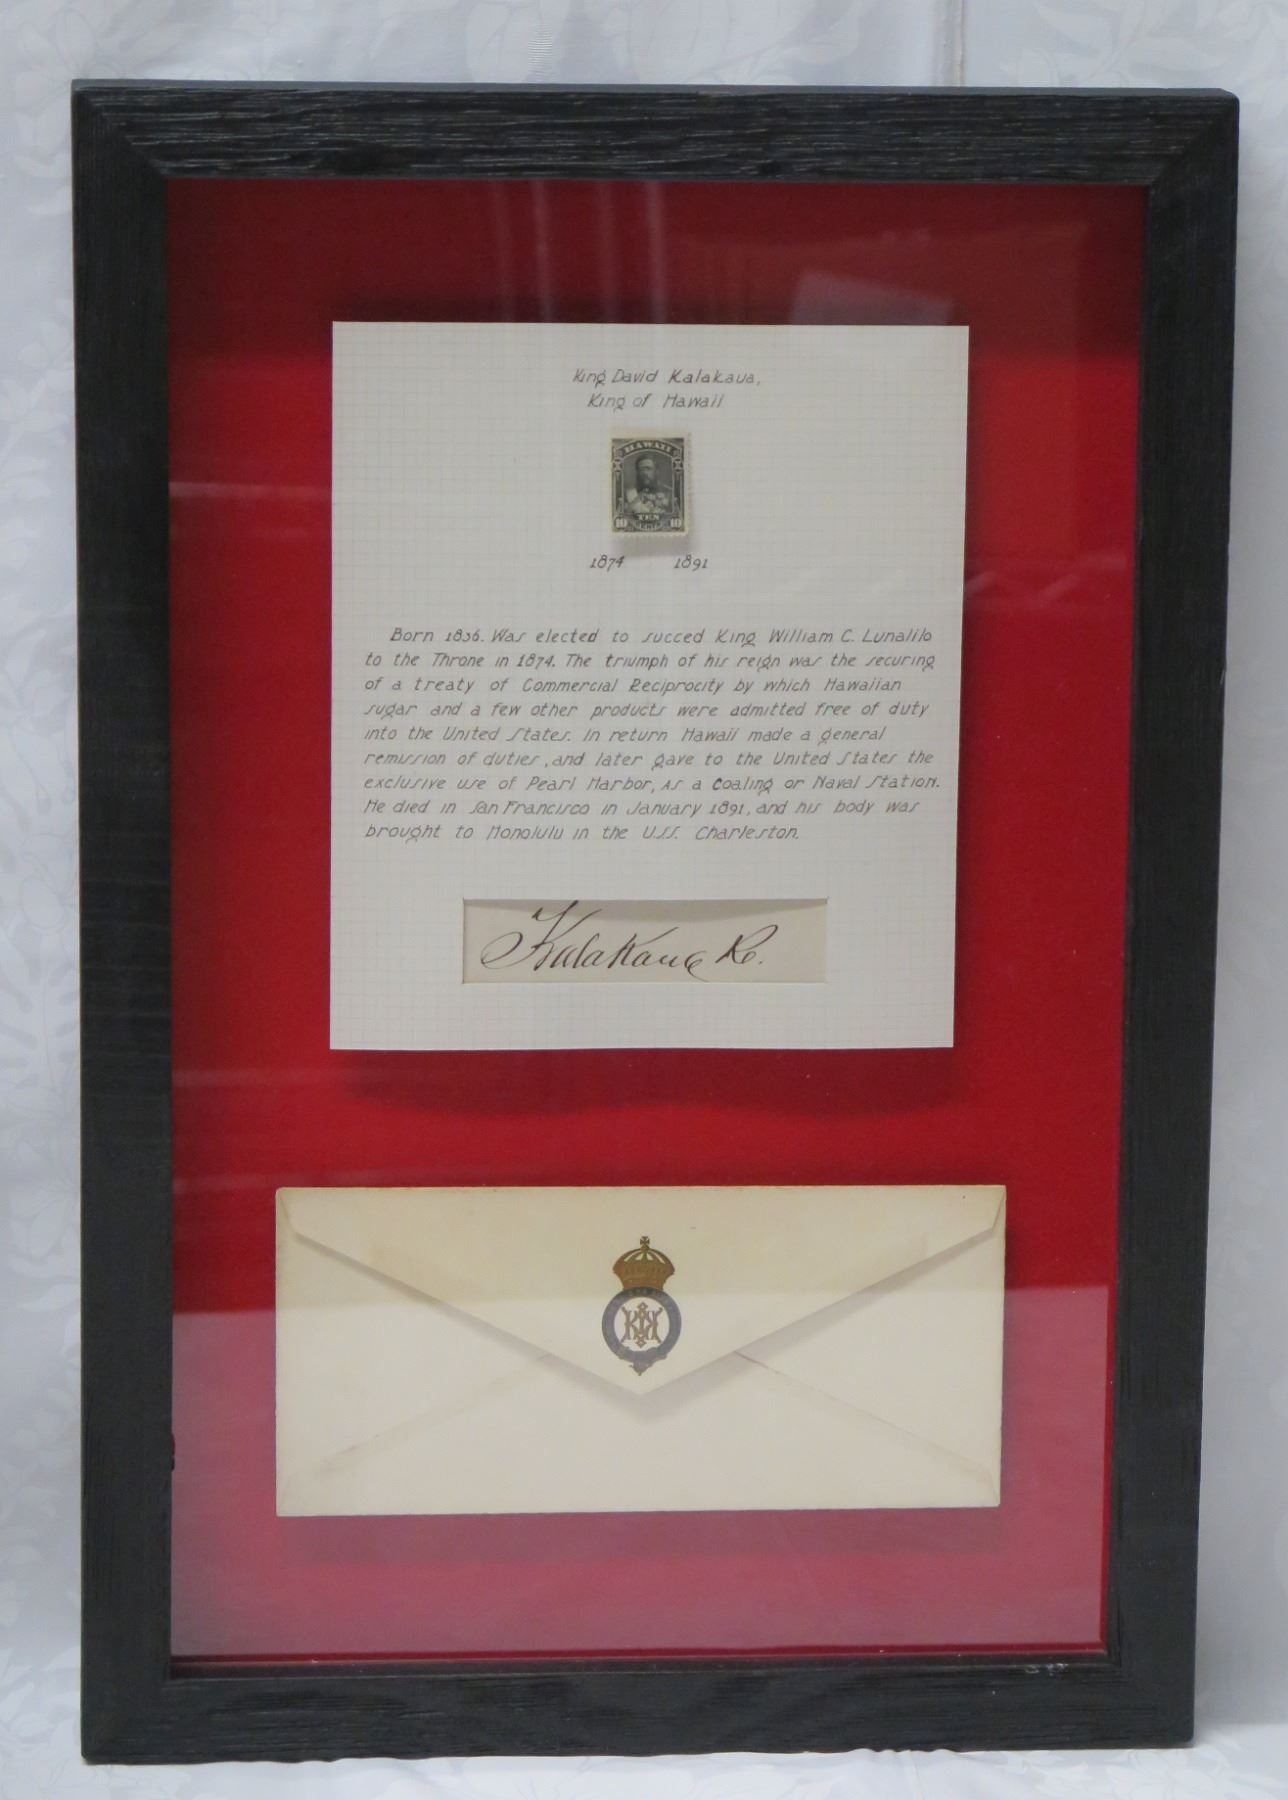 King David Kalakaua,
King of Hawaii
HAWAII
TEN
10 CENTS 10
1874 1891
Born 1836. Was elected to succed King William C. Lunalilo
to the Throne in 1874. The triumph of his reign was the securing
of a treaty of Commercial Reciprocity by which Hawaiian
sugar and a few other products were admitted free of duty
into the United States. In return Hawaii made a general
remission of duties, and later gave to the United States the
exclusive use of Pearl Harbor, As a Coaling or Naval Station.
He died in San Francisco in January 1891, and his body was
brought to Honolulu in the U.S.S. Charleston.
Kalakaua R.